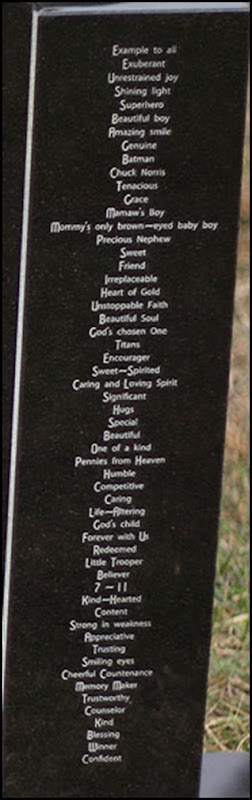 Example to all
Exuberant
Unrestrained joy
Shining light
Superhero
Beautiful boy
Amazing smile
Genuine
Batman
Chuck Norris
Tenacious
Grace
Mamaw's Boy
Mommy's only brown-eyed baby boy
Precious Nephew
Sweet
Friend
Irreplaceable
Heart of Gold
Unstoppable Faith
Beautiful Soul
God's chosen One
Titans
Encourager
Sweet-Spirited
Caring and Loving Spirit
Significant
Hugs
Special
Beautiful
One of a kind
Pennies from Heaven
Humble
Competitive
Caring
Life-Altering
God's child
Forever with Us
Redeemed
Little Trooper
Believer
7 - 11
Kind-Hearted
Content
Strong in weakness
Appreciative
Trusting
Smiling eyes
Cheerful Countenance
Memory Maker
Trustworthy
Counselor
Kind
Blessing
Winner
Confident